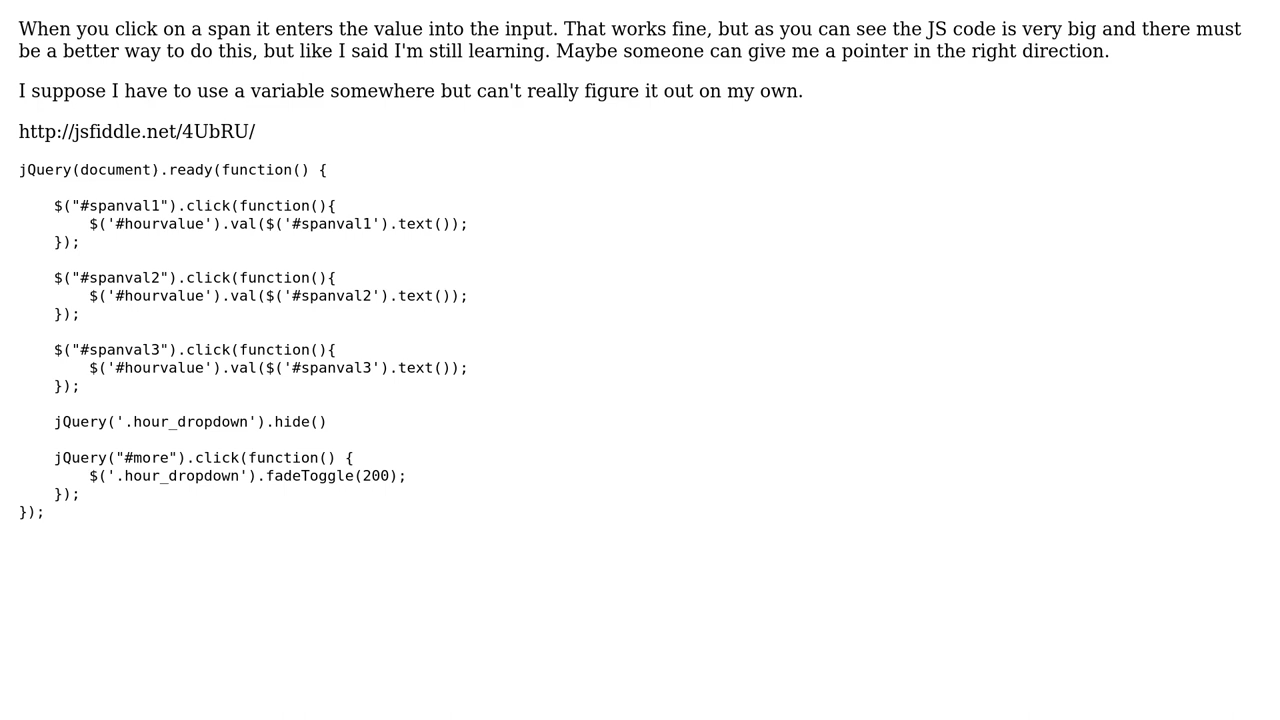 When you click on a span it enters the value into the input. That works fine, but as you can see the JS code is very big and there must
be a better way to do this, but like I said I'm still learning. Maybe someone can give me a pointer in the right direction.
I suppose I have to use a variable somewhere but can't really figure it out on my own.
http://jsfiddle.net/4UbRU/
jQuery(document).ready(function() {
    $("#spanval1").click(function(){
        $('#hourvalue').val($('#spanval1').text());
    });
    $("#spanval2").click(function(){
        $('#hourvalue').val($('#spanval2').text());
    });
    $("#spanval3").click(function(){
        $('#hourvalue').val($('#spanval3').text());
    });
    jQuery('.hour_dropdown').hide()
    jQuery("#more").click(function() {
        $('.hour_dropdown').fadeToggle(200);
    });
});